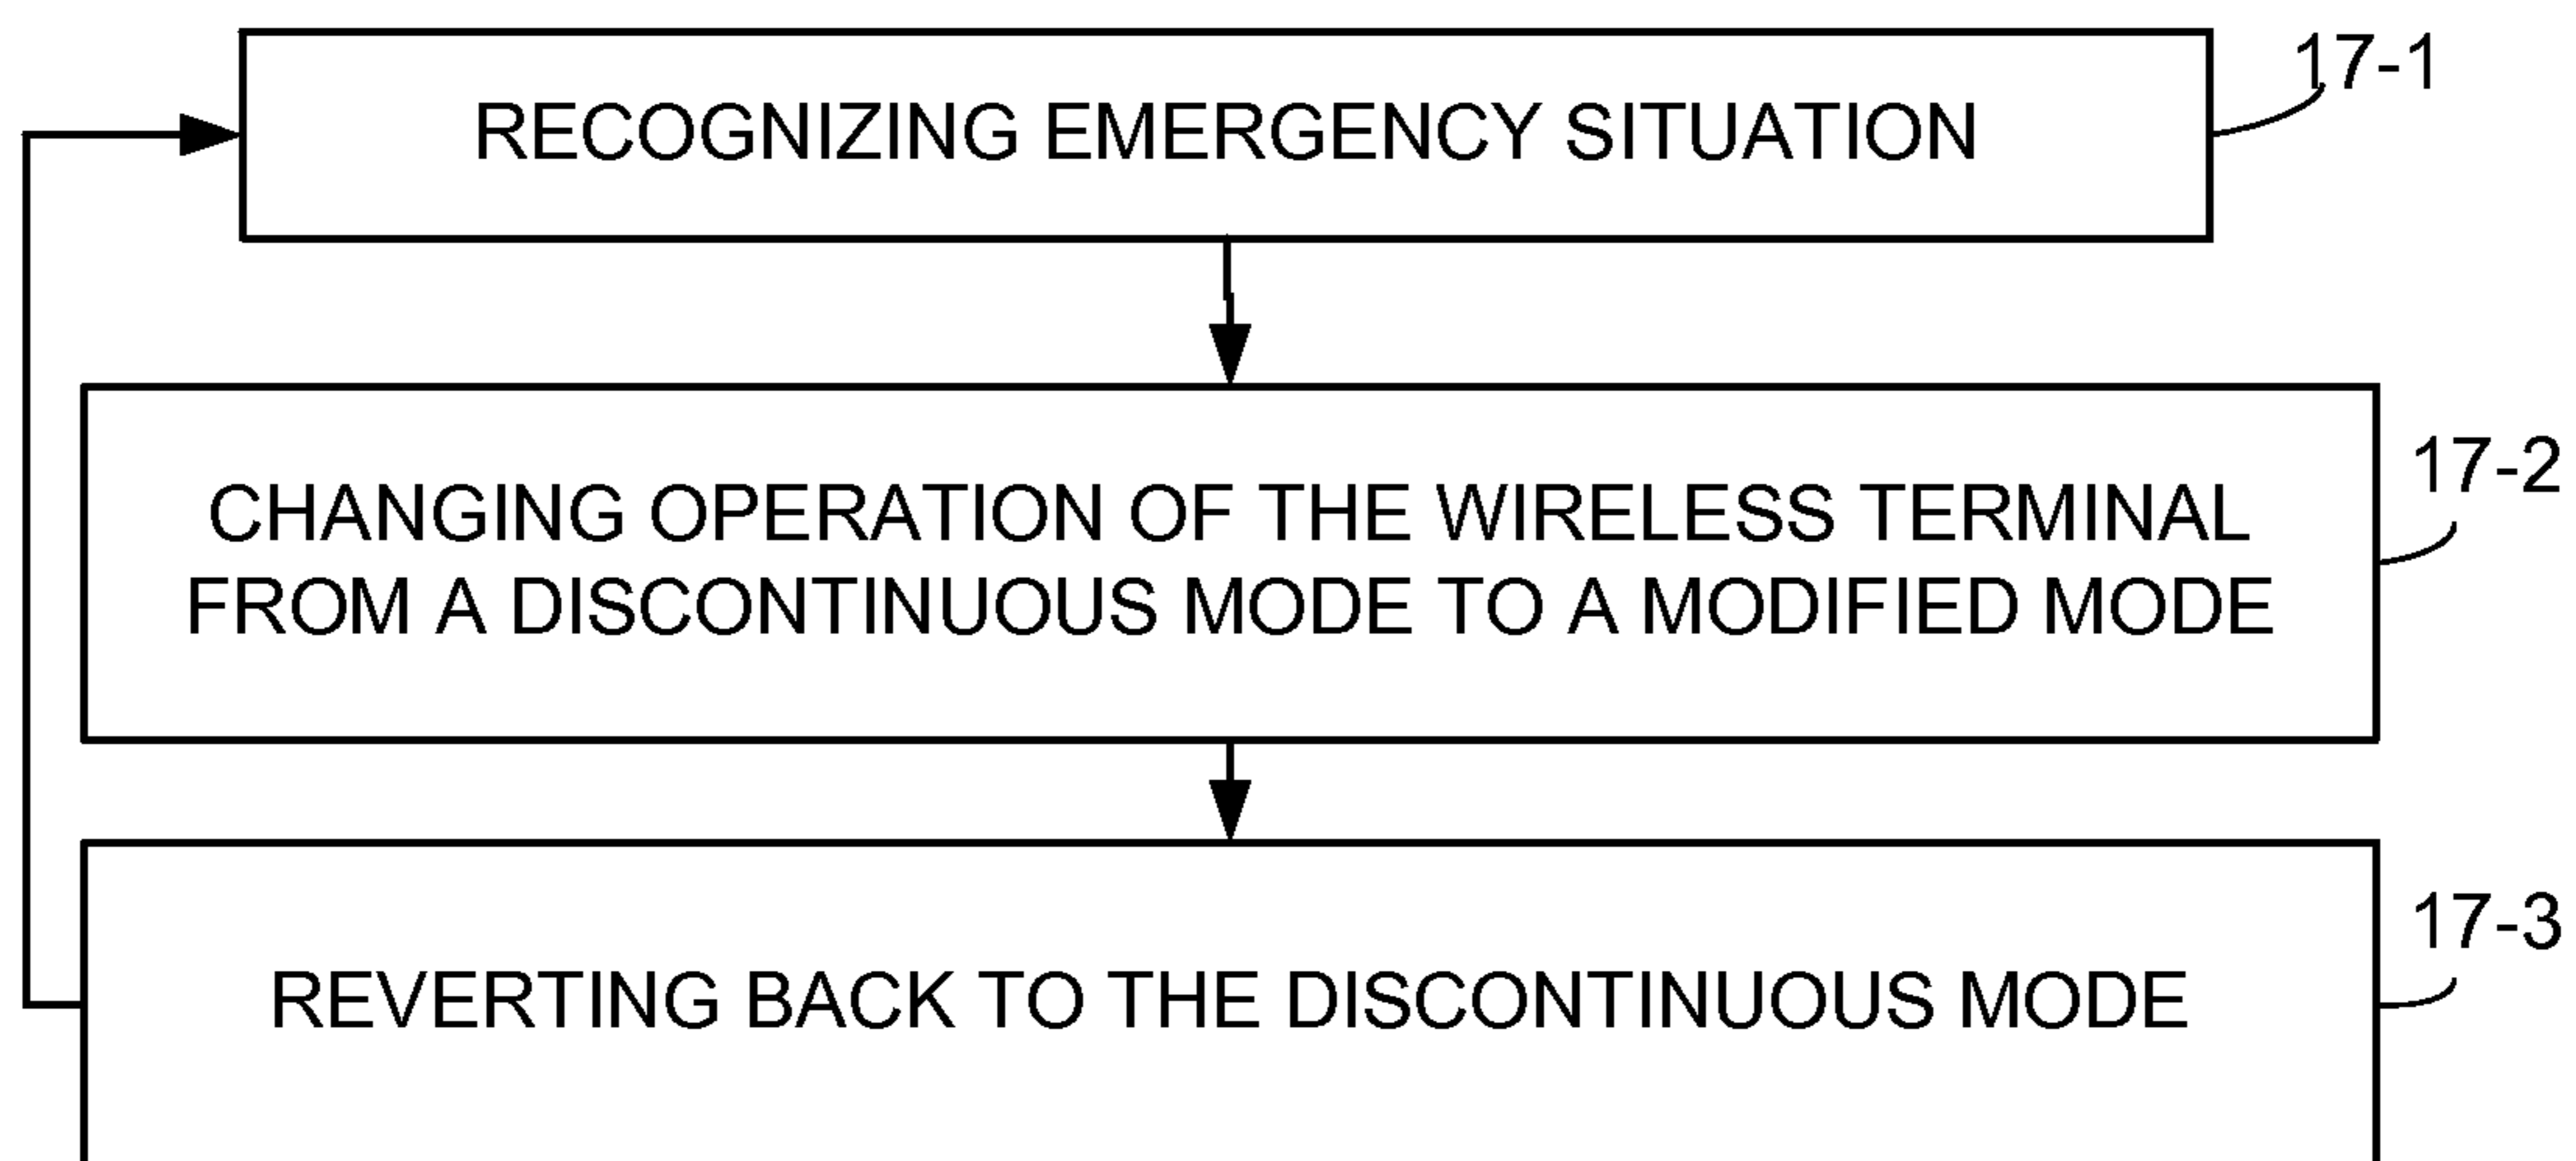 17-1
RECOGNIZING EMERGENCY SITUATION
17-2
CHANGING OPERATION OF THE WIRELESS TERMINAL
FROM A DISCONTINUOUS MODE TO A MODIFIED MODE
17-3
REVERTING BACK TO THE DISCONTINUOUS MODE